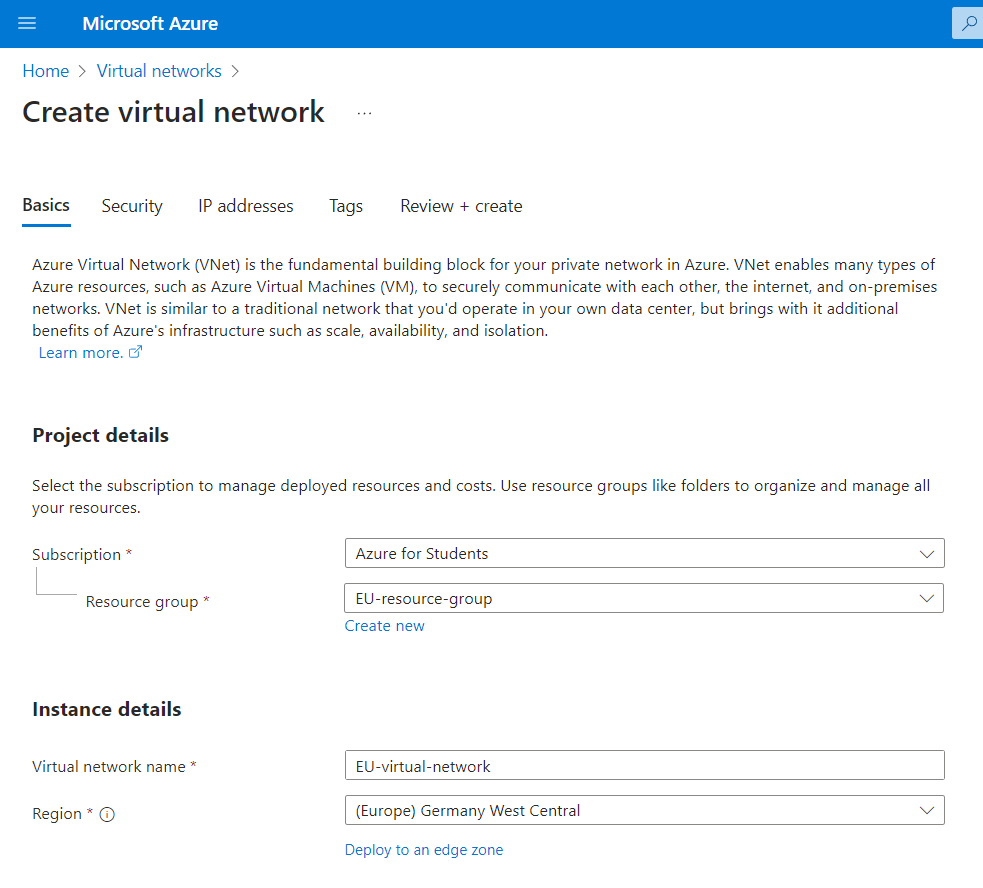 Microsoft Azure
Home > Virtual networks >
Create virtual network ...
Basics Security IP addresses Tags Review + create
Azure Virtual Network (VNet) is the fundamental building block for your private network in Azure. VNet enables many types of
Azure resources, such as Azure Virtual Machines (VM), to securely communicate with each other, the internet, and on-premises
networks. VNet is similar to a traditional network that you'd operate in your own data center, but brings with it additional
benefits of Azure's infrastructure such as scale, availability, and isolation.
Learn more.
Project details
Select the subscription to manage deployed resources and costs. Use resource groups like folders to organize and manage all
your resources.
Subscription * Azure for Students
Resource group * EU-resource-group
Create new
Instance details
Virtual network name * EU-virtual-network
Region * (Europe) Germany West Central
Deploy to an edge zone